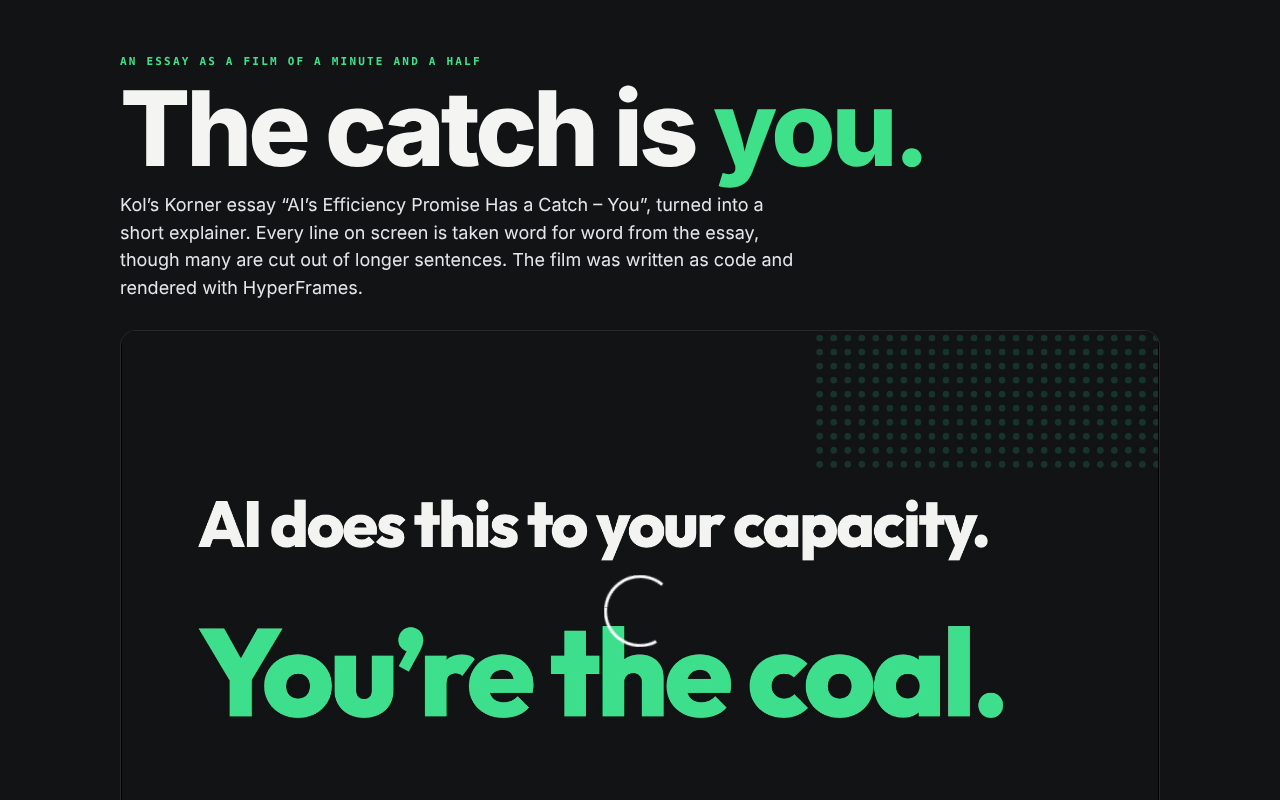 AN ESSAY AS A FILM OF A MINUTE AND A HALF
The catch is you.
Kol’s Korner essay “AI’s Efficiency Promise Has a Catch – You”, turned into a
short explainer. Every line on screen is taken word for word from the essay,
though many are cut out of longer sentences. The film was written as code and
rendered with HyperFrames.
AI does this to your capacity.
You’re the coal.